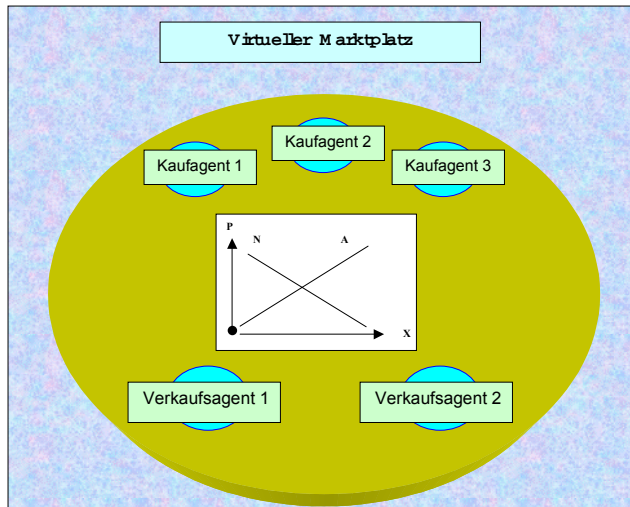 Virtueller Marktplatz
Kaufagent 1
Kaufagent 2
Kaufagent 3
P
N
A
X
Verkaufsagent 1
Verkaufsagent 2